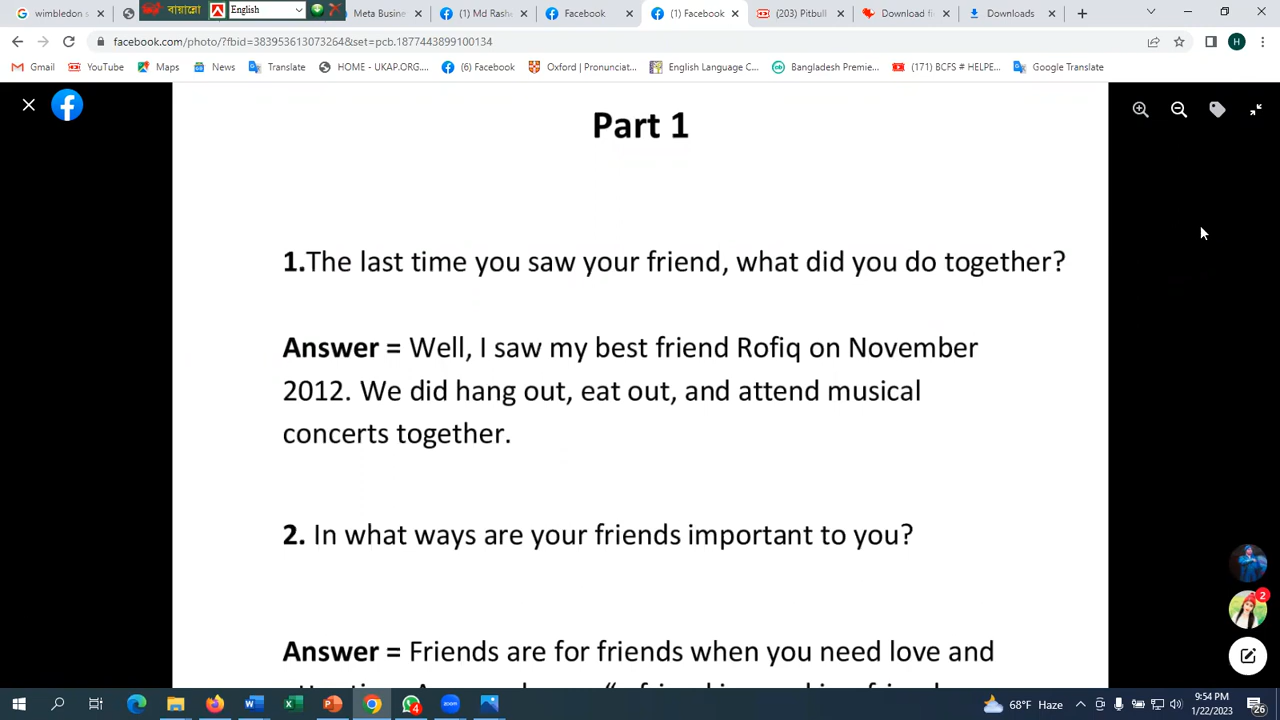 wimbledon s
বায়ান্নো
English
Meta Busine
(1) Md Rashe
Facebook
(1) Facebook
(203) Pitbull
Download i
Downloads
facebook.com/photo/?fbid=3839536130732648&set=pcb.1877443899100134
Gmail
YouTube
Maps
News
Translate
HOME - UKAP.ORG....
(6) Facebook
Oxford | Pronunciat...
English Language C...
Bangladesh Premie...
(171) BCFS # HELPE...
Google Translate
H
Part 1
1.The last time you saw your friend, what did you do together?
Answer = Well, I saw my best friend Rofiq on November
2012. We did hang out, eat out, and attend musical
concerts together.
2. In what ways are your friends important to you?
Answer = Friends are for friends when you need love and
2
4
68°F Haze
9:54 PM
1/22/2023
26